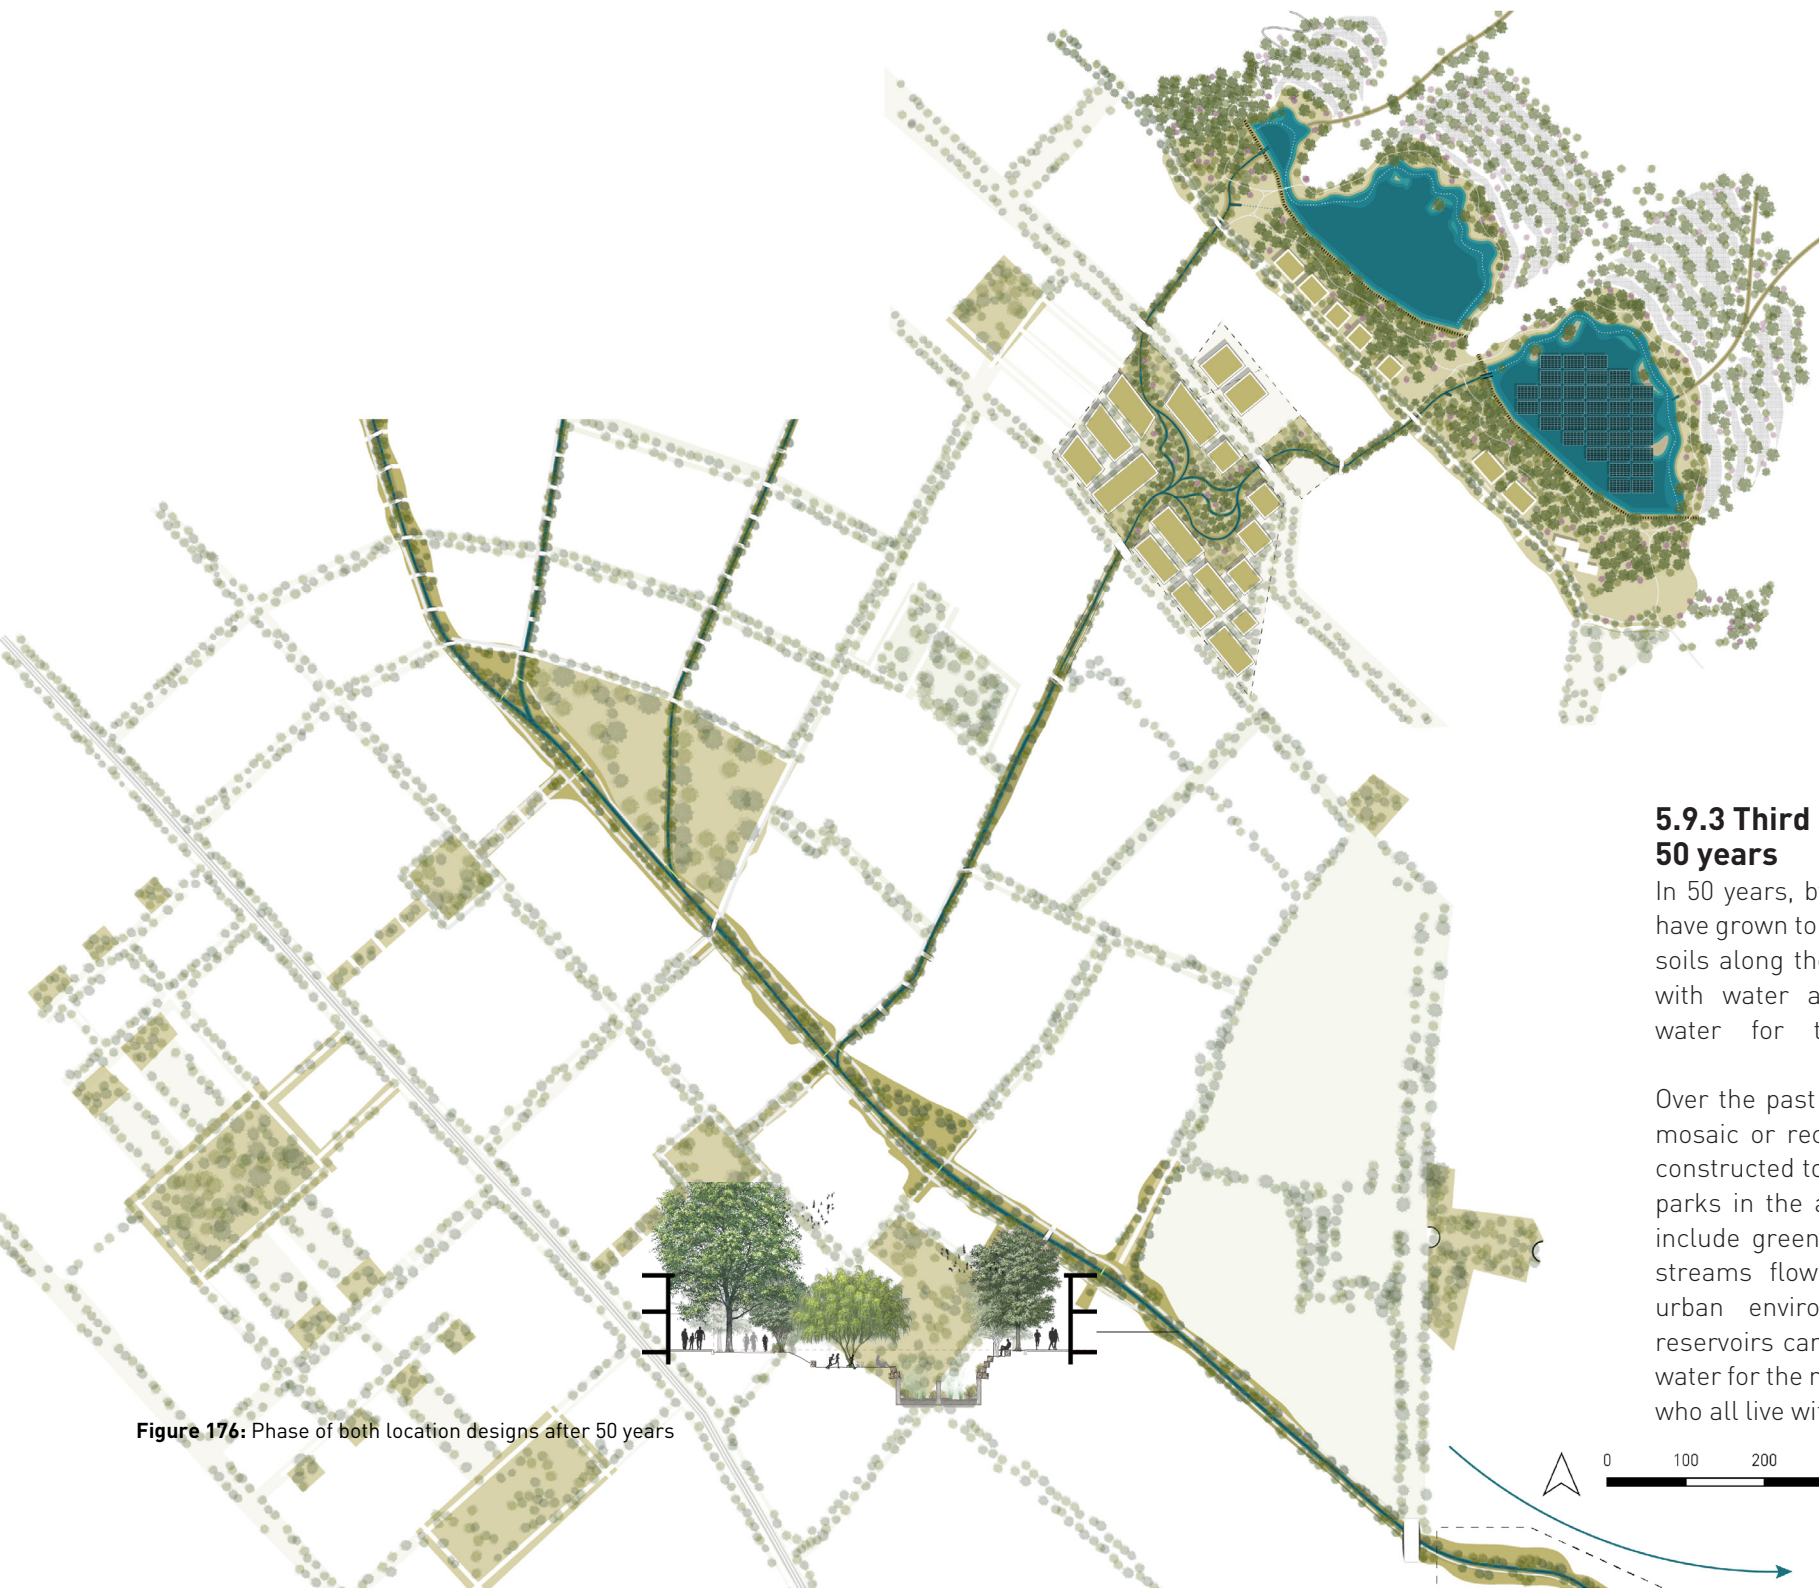 5.9.3 Third
50 years
In 50 years, b
have grown to
soils along the
with water a
water for t
Over the past
mosaic or rec
constructed to
parks in the a
include green
streams flow
urban enviro
reservoirs car
water for the r
who all live wi
Figure 176: Phase of both location designs after 50 years
0 100 200